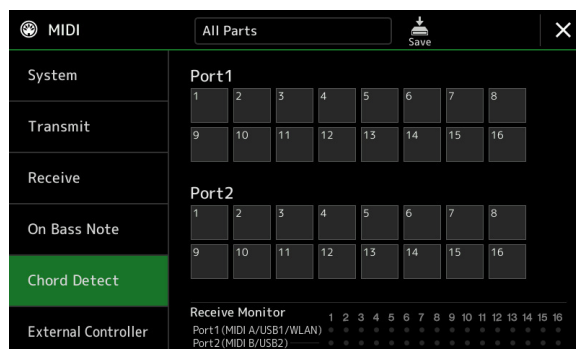 MIDI
All Parts
Save
System
Transmit
Receive
On Bass Note
Chord Detect
External Controller
Port1
1 2 3 4 5 6 7 8
9 10 11 12 13 14 15 16
Port2
1 2 3 4 5 6 7 8
9 10 11 12 13 14 15 16
Receive Monitor 1 2 3 4 5 6 7 8 9 10 11 12 13 14 15 16
Port1(MIDI A/USB1/WLAN)
Port2(MIDI B/USB2)